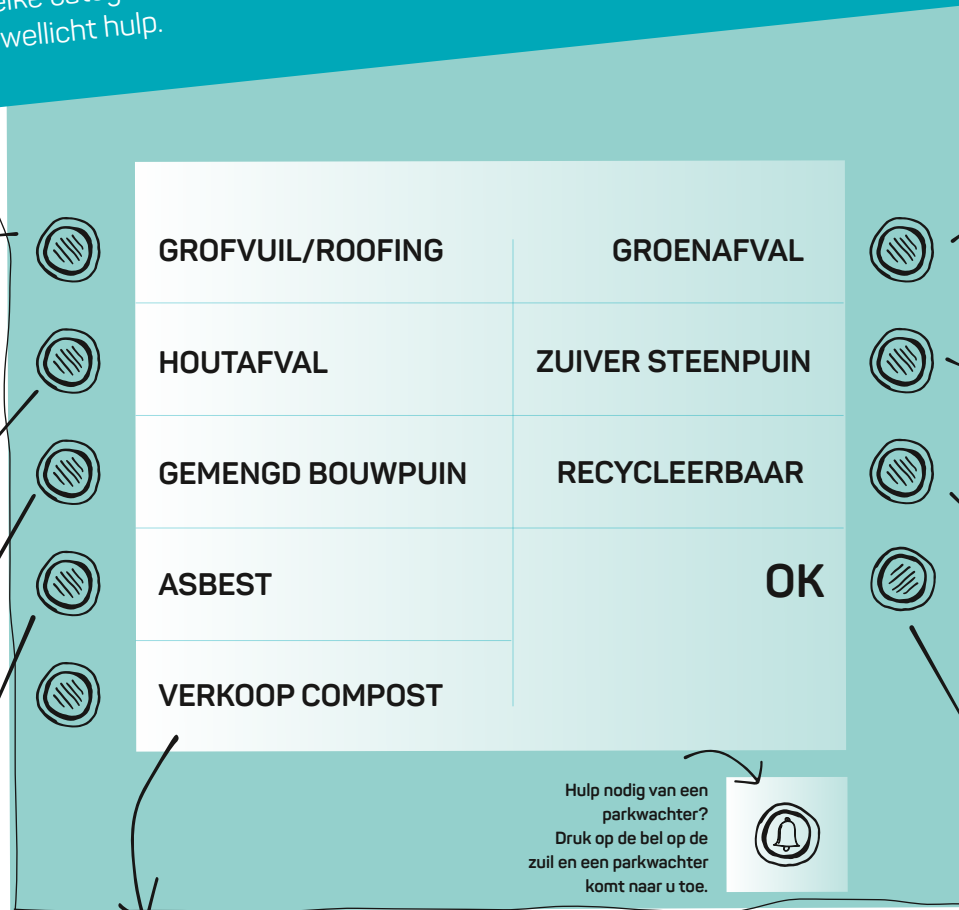 wellicht hulp.
GROFVUIL/ROOFING
GROENAFVAL
HOUTAFVAL
ZUIVER STEENPUIN
GEMENGD BOUWPUIN
RECYCLEERBAAR
ASBEST
OK
VERKOOP COMPOST
Hulp nodig van een
parkwachter?
Druk op de bel op de
zuil en een parkwachter
komt naar u toe.